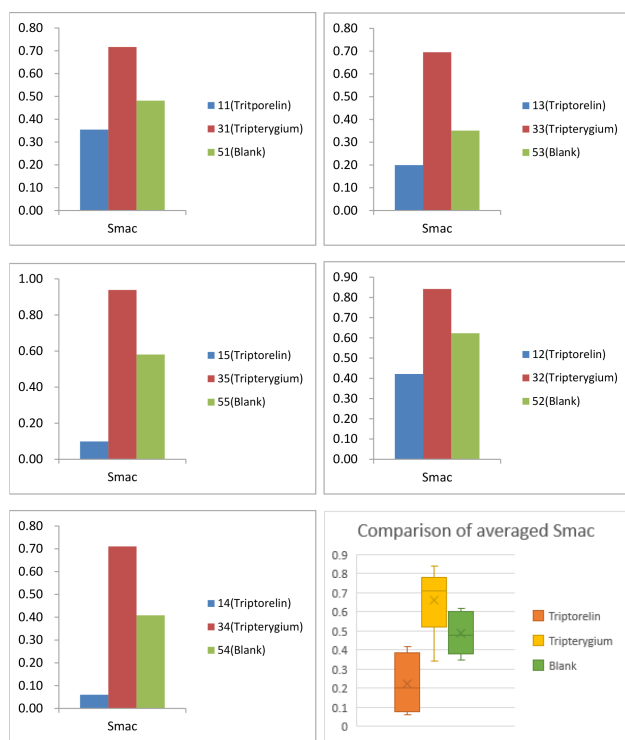 0.80
0.70
0.60
0.50
0.40
0.30
0.20
0.10
0.00
Smac
11(Tritporelin)
31(Tripterygium)
51(Blank)
0.80
0.70
0.60
0.50
0.40
0.30
0.20
0.10
0.00
Smac
13(Triptorelin)
33(Tripterygium)
53(Blank)
1.00
0.80
0.60
0.40
0.20
0.00
Smac
15(Triptorelin)
35(Tripterygium)
55(Blank)
0.90
0.80
0.70
0.60
0.50
0.40
0.30
0.20
0.10
0.00
Smac
12(Triptorelin)
32(Tripterygium)
52(Blank)
0.80
0.70
0.60
0.50
0.40
0.30
0.20
0.10
0.00
Smac
14(Triptorelin)
34(Tripterygium)
54(Blank)
Comparison of averaged Smac
0.9
0.8
0.7
0.6
0.5
0.4
0.3
0.2
0.1
0
Triptorelin
Tripterygium
Blank